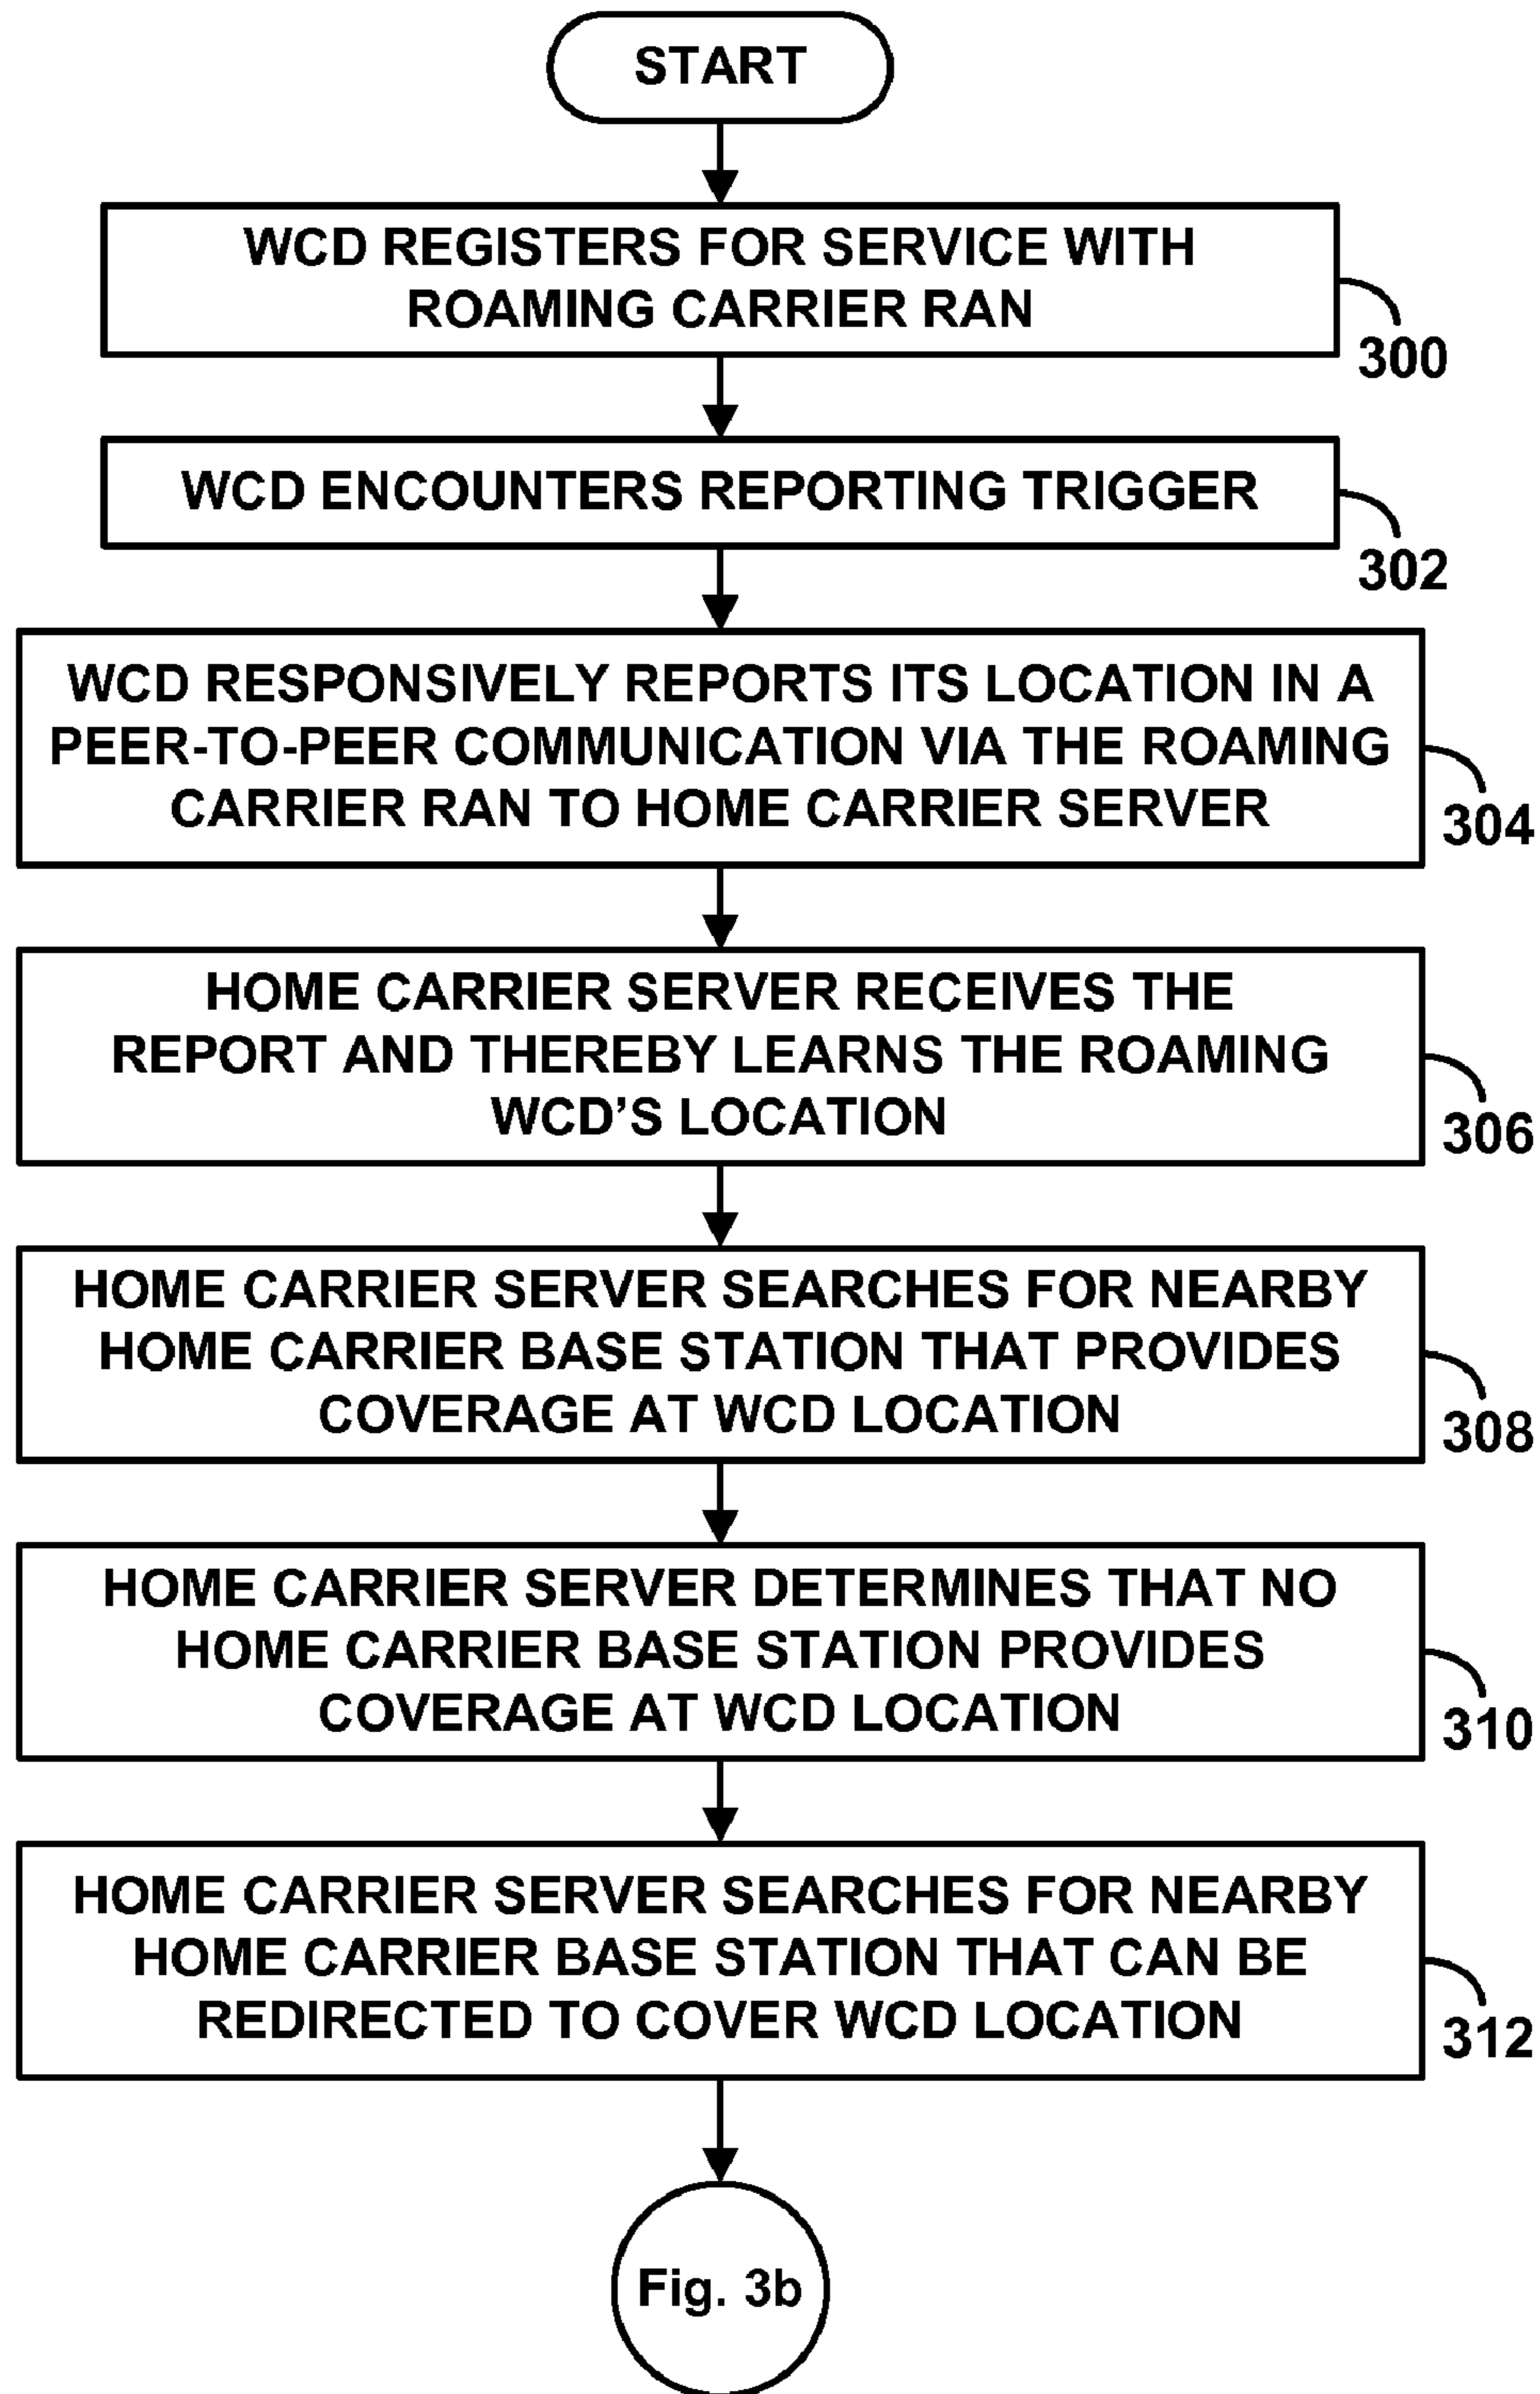 START
WCD REGISTERS FOR SERVICE WITH
ROAMING CARRIER RAN
300
WCD ENCOUNTERS REPORTING TRIGGER
302
WCD RESPONSIVELY REPORTS ITS LOCATION IN A
PEER-TO-PEER COMMUNICATION VIA THE ROAMING
CARRIER RAN TO HOME CARRIER SERVER
304
HOME CARRIER SERVER RECEIVES THE
REPORT AND THEREBY LEARNS THE ROAMING
WCD’S LOCATION
306
HOME CARRIER SERVER SEARCHES FOR NEARBY
HOME CARRIER BASE STATION THAT PROVIDES
COVERAGE AT WCD LOCATION
308
HOME CARRIER SERVER DETERMINES THAT NO
HOME CARRIER BASE STATION PROVIDES
COVERAGE AT WCD LOCATION
310
HOME CARRIER SERVER SEARCHES FOR NEARBY
HOME CARRIER BASE STATION THAT CAN BE
REDIRECTED TO COVER WCD LOCATION
312
Fig. 3b